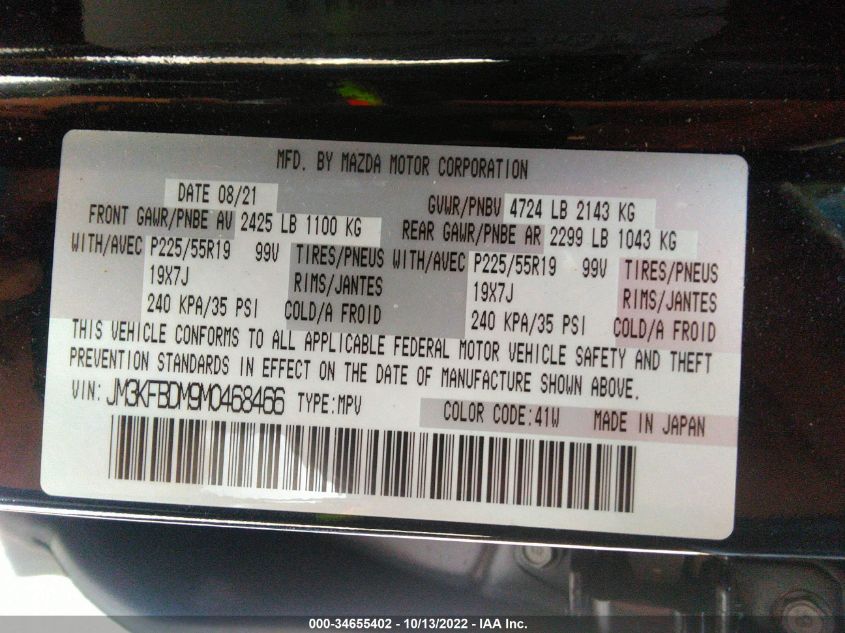 MFD. BY MAZDA MOTOR CORPORATION
DATE 08/21
GVWR/PNBV 4724 LB 2143 KG
FRONT GAWR/PNBE AV 2425 LB 1100 KG
REAR GAWR/PNBE AR 2299 LB 1043 KG
WITH/AVEC P225/55R19 99V TIRES/PNEUS WITH/AVEC P225/55R19 99V TIRES/PNEUS
19X7J RIMS/JANTES 19X7J RIMS/JANTES
240 KPA/35 PSI COLD/A FROID 240 KPA/35 PSI COLD/A FROID
THIS VEHICLE CONFORMS TO ALL APPLICABLE FEDERAL MOTOR VEHICLE SAFETY AND THEFT
PREVENTION STANDARDS IN EFFECT ON THE DATE OF MANUFACTURE SHOWN ABOVE.
VIN: JM3KFBDM9M0468466 TYPE:MPV COLOR CODE:41W MADE IN JAPAN
000-34655402 - 10/13/2022 - IAA Inc.